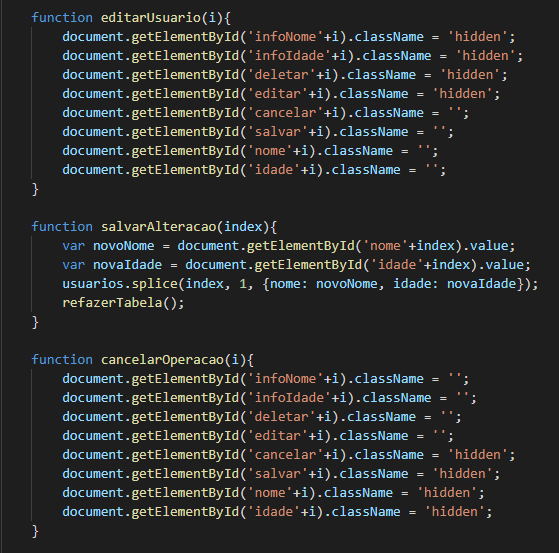 function editarUsuario(i){
    document.getElementById('infoNome'+i).className = 'hidden';
    document.getElementById('infoIdade'+i).className = 'hidden';
    document.getElementById('deletar'+i).className = 'hidden';
    document.getElementById('editar'+i).className = 'hidden';
    document.getElementById('cancelar'+i).className = '';
    document.getElementById('salvar'+i).className = '';
    document.getElementById('nome'+i).className = '';
    document.getElementById('idade'+i).className = '';
}

function salvarAlteracao(index){
    var novoNome = document.getElementById('nome'+index).value;
    var novaIdade = document.getElementById('idade'+index).value;
    usuarios.splice(index, 1, {nome: novoNome, idade: novaIdade});
    refazerTabela();
}

function cancelarOperacao(i){
    document.getElementById('infoNome'+i).className = '';
    document.getElementById('infoIdade'+i).className = '';
    document.getElementById('deletar'+i).className = '';
    document.getElementById('editar'+i).className = '';
    document.getElementById('cancelar'+i).className = 'hidden';
    document.getElementById('salvar'+i).className = 'hidden';
    document.getElementById('nome'+i).className = 'hidden';
    document.getElementById('idade'+i).className = 'hidden';
}